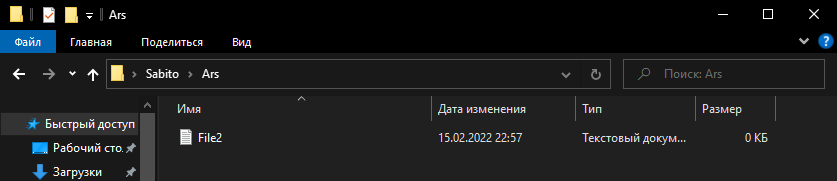 Ars
Файл Главная Поделиться Вид
Sabito Ars Поиск: Ars
Имя Дата изменения Тип Размер
Быстрый доступ
File2 15.02.2022 22:57 Текстовый докум... 0 КБ
Рабочий сто.
Загрузки